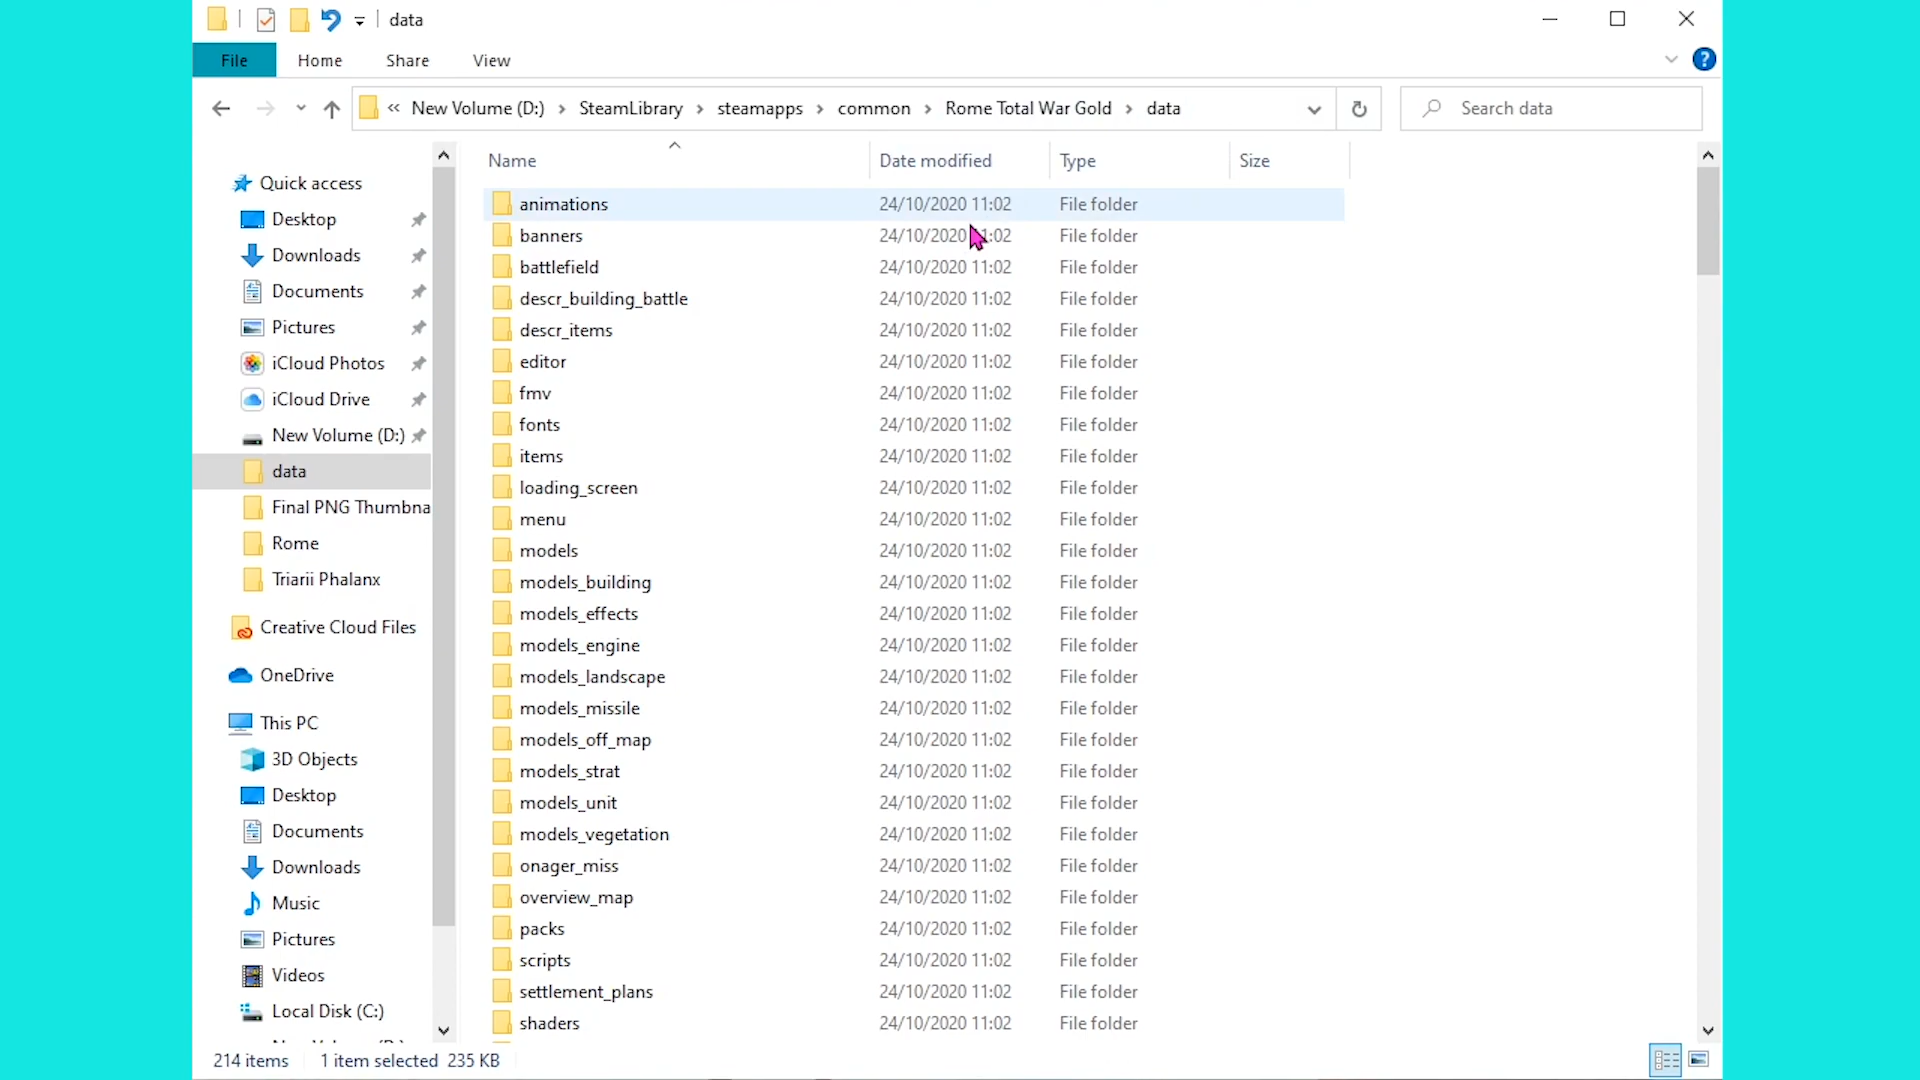 data
File Home Share View
« New Volume (D:) › SteamLibrary › steamapps › common › Rome Total War Gold › data
Search data
Name Date modified Type Size
Quick access
Desktop
Downloads
Documents
Pictures
iCloud Photos
iCloud Drive
New Volume (D:)
data
Final PNG Thumbna
Rome
Triarii Phalanx
Creative Cloud Files
OneDrive
This PC
3D Objects
Desktop
Documents
Downloads
Music
Pictures
Videos
Local Disk (C:)
animations 24/10/2020 11:02 File folder
banners 24/10/2020 :02 File folder
battlefield 24/10/2020 11:02 File folder
descr_building_battle 24/10/2020 11:02 File folder
descr_items 24/10/2020 11:02 File folder
editor 24/10/2020 11:02 File folder
fmv 24/10/2020 11:02 File folder
fonts 24/10/2020 11:02 File folder
items 24/10/2020 11:02 File folder
loading_screen 24/10/2020 11:02 File folder
menu 24/10/2020 11:02 File folder
models 24/10/2020 11:02 File folder
models_building 24/10/2020 11:02 File folder
models_effects 24/10/2020 11:02 File folder
models_engine 24/10/2020 11:02 File folder
models_landscape 24/10/2020 11:02 File folder
models_missile 24/10/2020 11:02 File folder
models_off_map 24/10/2020 11:02 File folder
models_strat 24/10/2020 11:02 File folder
models_unit 24/10/2020 11:02 File folder
models_vegetation 24/10/2020 11:02 File folder
onager_miss 24/10/2020 11:02 File folder
overview_map 24/10/2020 11:02 File folder
packs 24/10/2020 11:02 File folder
scripts 24/10/2020 11:02 File folder
settlement_plans 24/10/2020 11:02 File folder
shaders 24/10/2020 11:02 File folder
214 items 1 item selected 235 KB